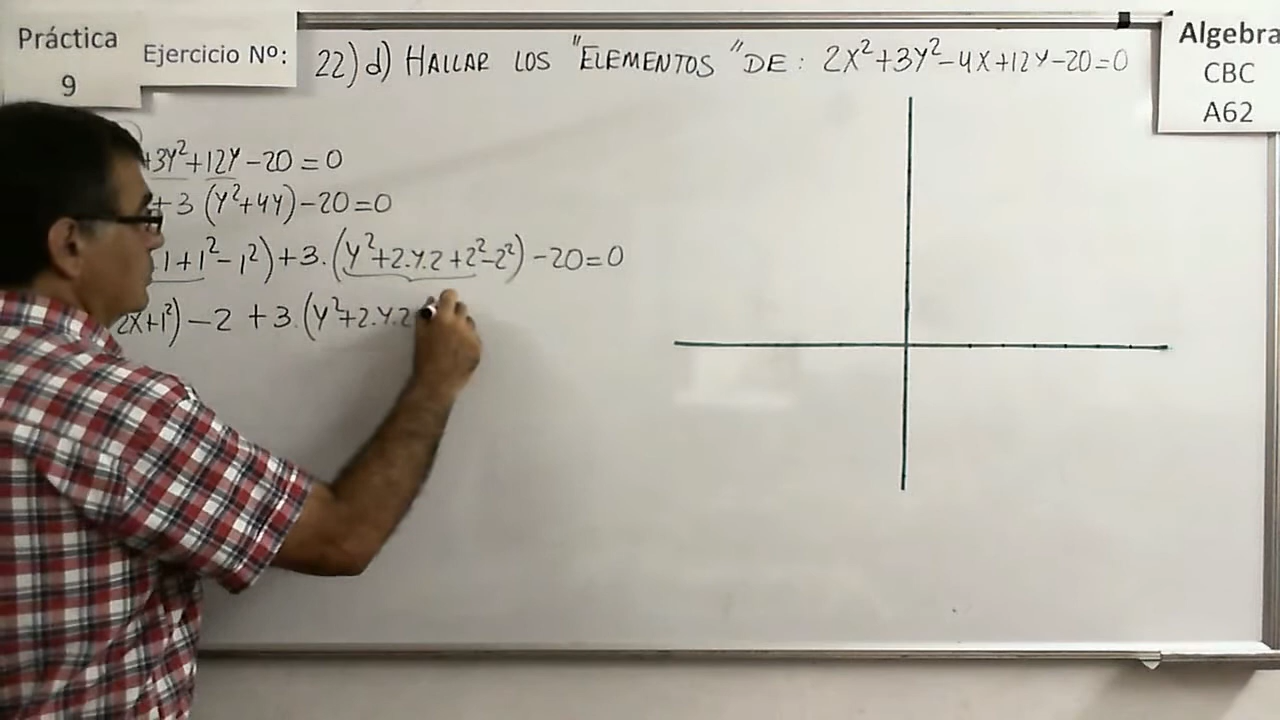 Práctica 9
Ejercicio Nº:
22) d) HALLAR LOS "ELEMENTOS" DE: 2X²+3Y²-4X+12Y-20=0
Algebra
CBC
A62
+3Y²+12Y-20=0
+3(Y²+4Y)-20=0
.1+1²-1²)+3.(Y²+2.Y.2+2²-2²)-20=0
2X+1²)-2+3.(Y²+2.Y.2